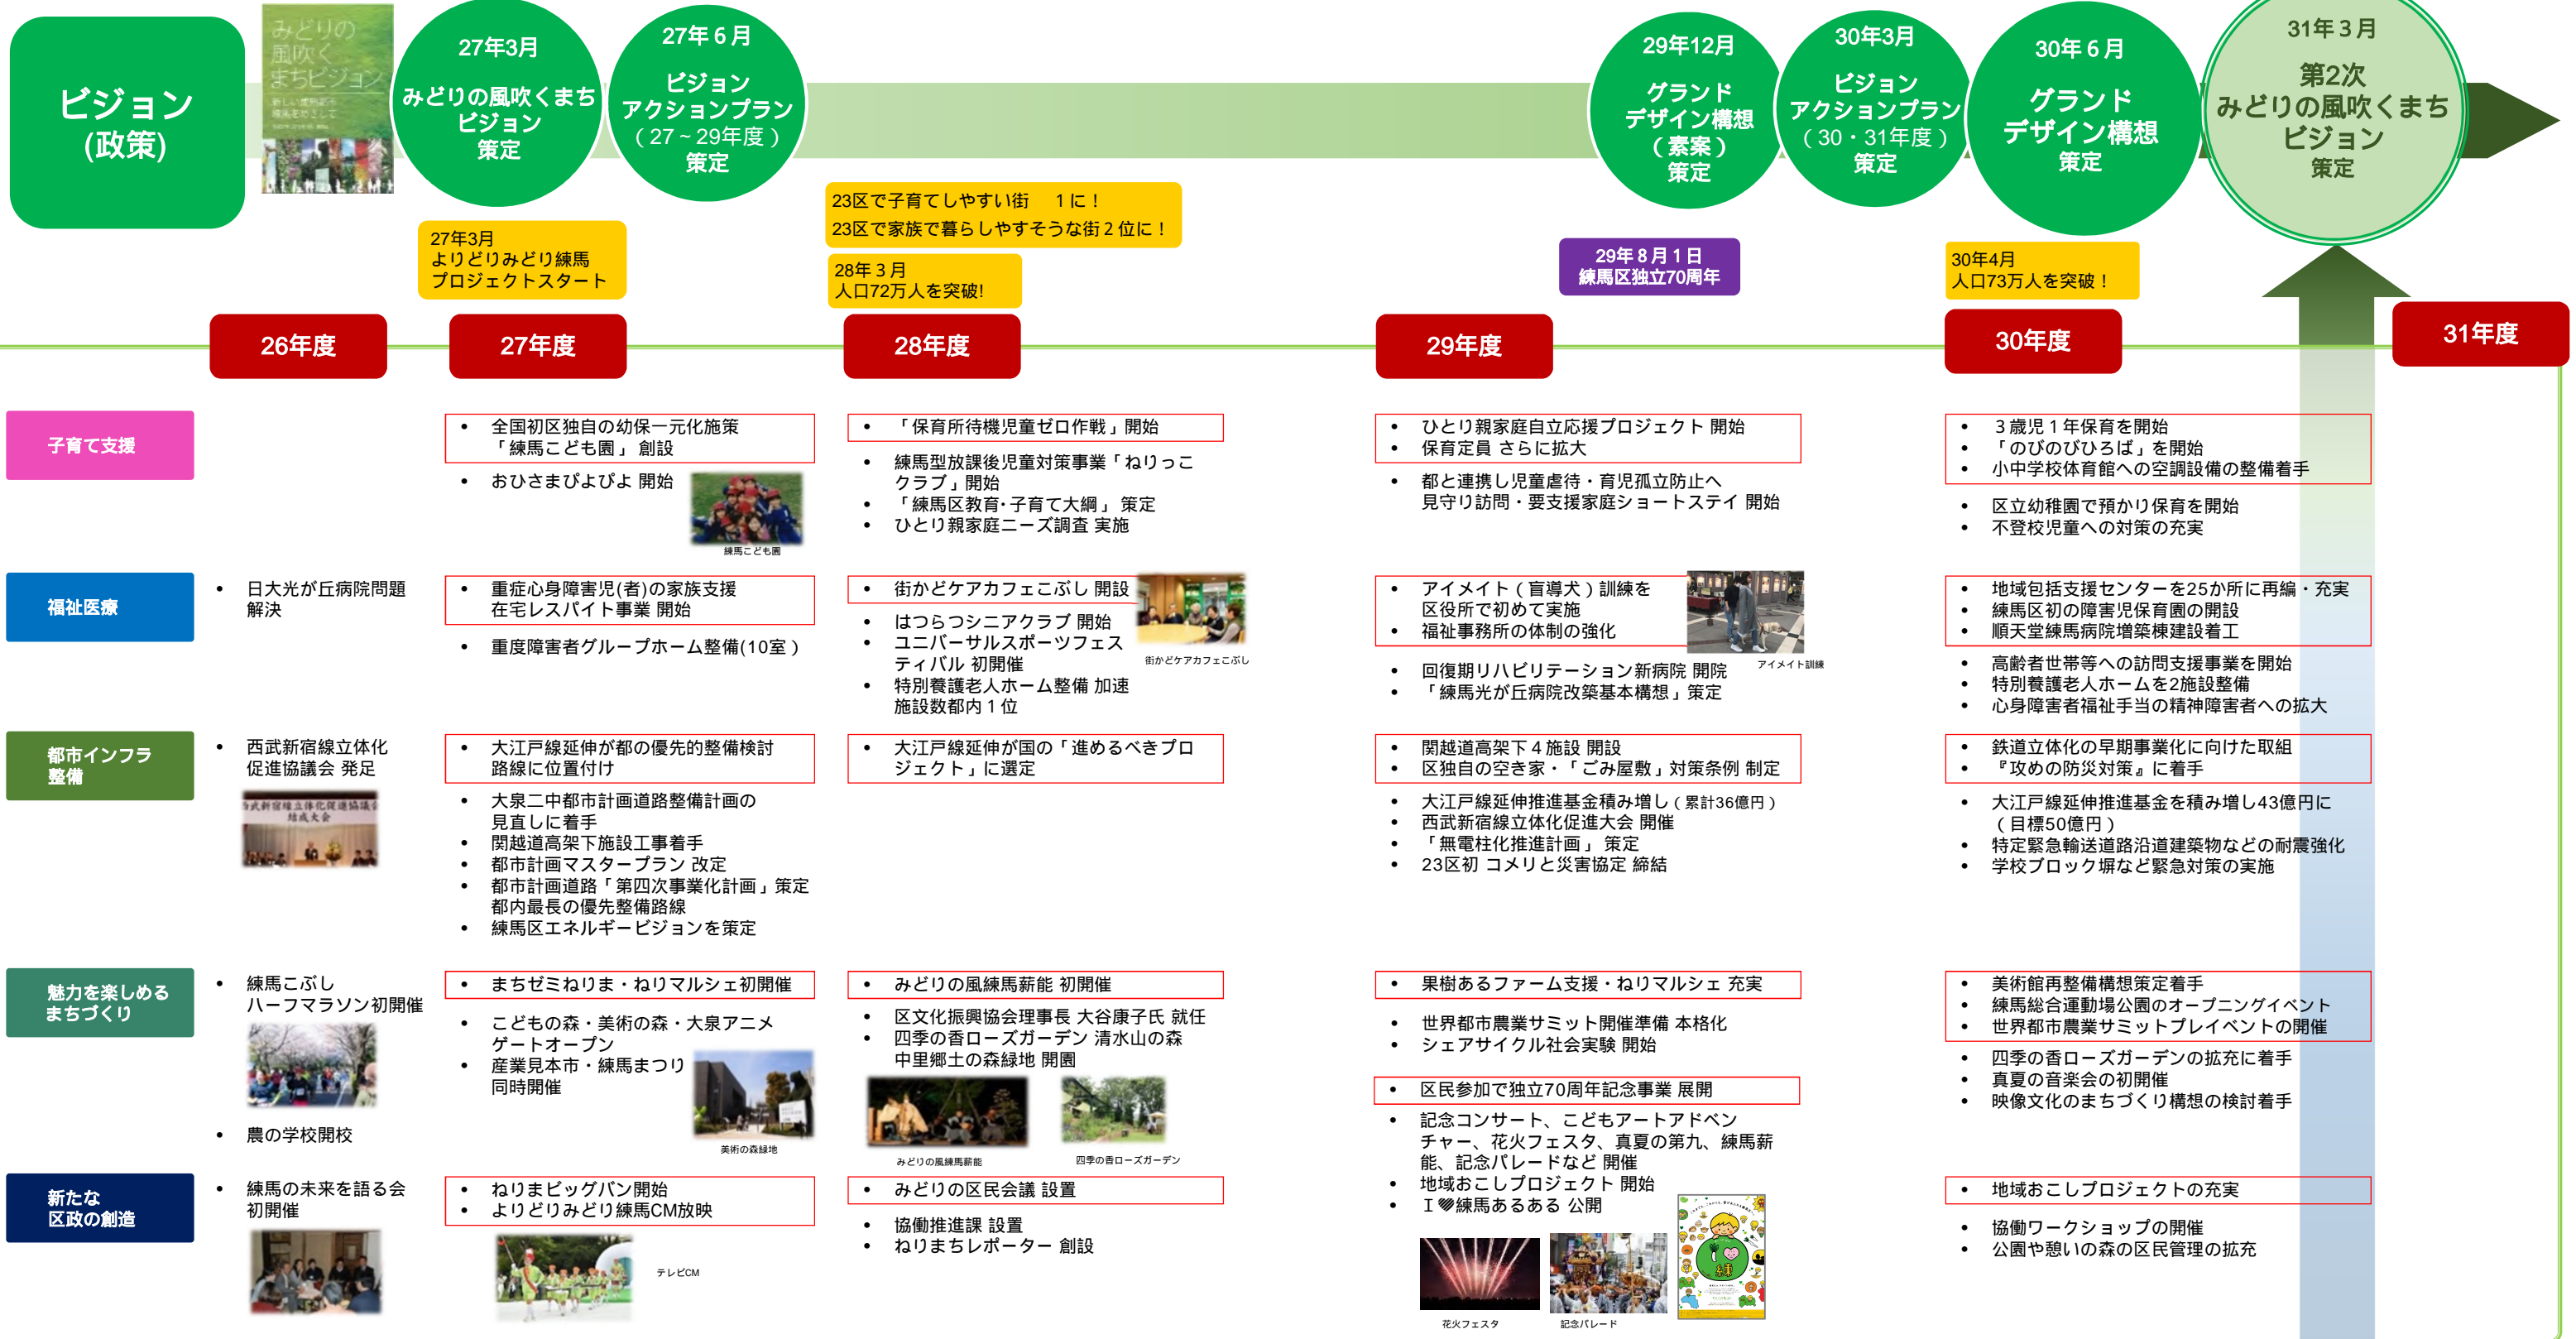 ビジョン
(政策)
みどりの
風吹く
まちビジョン
27年3月
みどりの風吹くまち
ビジョン
策定
27年６月
ビジョン
アクションプラン
（27～29年度）
策定
29年12月
グランド
デザイン構想
（素案）
策定
30年3月
ビジョン
アクションプラン
（30・31年度）
策定
30年６月
グランド
デザイン構想
策定
31年３月
第2次
みどりの風吹くまち
ビジョン
策定
27年3月
よりどりみどり練馬
プロジェクトスタート
23区で子育てしやすい街　１に！
23区で家族で暮らしやすそうな街２位に！
28年３月
人口72万人を突破!
29年８月１日
練馬区独立70周年
30年4月
人口73万人を突破！
26年度
27年度
28年度
29年度
30年度
31年度
子育て支援
• 全国初区独自の幼保一元化施策
「練馬こども園」創設
• おひさまぴよぴよ 開始
練馬こども園
• 「保育所待機児童ゼロ作戦」開始
• 練馬型放課後児童対策事業「ねりっこ
クラブ」開始
• 「練馬区教育･子育て大綱」 策定
• ひとり親家庭ニーズ調査 実施
• ひとり親家庭自立応援プロジェクト 開始
• 保育定員 さらに拡大
• 都と連携し児童虐待・育児孤立防止へ
見守り訪問・要支援家庭ショートステイ 開始
• ３歳児１年保育を開始
• 「のびのびひろば」を開始
• 小中学校体育館への空調設備の整備着手
• 区立幼稚園で預かり保育を開始
• 不登校児童への対策の充実
福祉医療
• 日大光が丘病院問題
解決
• 重症心身障害児(者)の家族支援
在宅レスパイト事業 開始
• 重度障害者グループホーム整備(10室）
• 街かどケアカフェこぶし 開設
• はつらつシニアクラブ 開始
• ユニバーサルスポーツフェス
ティバル 初開催
• 特別養護老人ホーム整備 加速
施設数都内１位
街かどケアカフェこぶし
• アイメイト（盲導犬）訓練を
区役所で初めて実施
• 福祉事務所の体制の強化
• 回復期リハビリテーション新病院 開院
• 「練馬光が丘病院改築基本構想」策定
アイメイト訓練
• 地域包括支援センターを25か所に再編・充実
• 練馬区初の障害児保育園の開設
• 順天堂練馬病院増築棟建設着工
• 高齢者世帯等への訪問支援事業を開始
• 特別養護老人ホームを2施設整備
• 心身障害者福祉手当の精神障害者への拡大
都市インフラ
整備
• 西武新宿線立体化
促進協議会 発足
西武新宿線立体化促進協議会
結成大会
• 大江戸線延伸が都の優先的整備検討
路線に位置付け
• 大泉二中都市計画道路整備計画の
見直しに着手
• 関越道高架下施設工事着手
• 都市計画マスタープラン 改定
• 都市計画道路「第四次事業化計画」策定
都内最長の優先整備路線
• 練馬区エネルギービジョンを策定
• 大江戸線延伸が国の「進めるべきプロ
ジェクト」に選定
• 関越道高架下４施設 開設
• 区独自の空き家・「ごみ屋敷」対策条例 制定
• 大江戸線延伸推進基金積み増し（累計36億円）
• 西武新宿線立体化促進大会 開催
• 「無電柱化推進計画」 策定
• 23区初 コメリと災害協定 締結
• 鉄道立体化の早期事業化に向けた取組
• 『攻めの防災対策』に着手
• 大江戸線延伸推進基金を積み増し43億円に
（目標50億円）
• 特定緊急輸送道路沿道建築物などの耐震強化
• 学校ブロック塀など緊急対策の実施
魅力を楽しめる
まちづくり
• 練馬こぶし
ハーフマラソン初開催
• 農の学校開校
• まちゼミねりま・ねりマルシェ初開催
• こどもの森・美術の森・大泉アニメ
ゲートオープン
• 産業見本市・練馬まつり
同時開催
美術の森緑地
• みどりの風練馬薪能 初開催
• 区文化振興協会理事長 大谷康子氏 就任
• 四季の香ローズガーデン 清水山の森
中里郷土の森緑地 開園
みどりの風練馬薪能
四季の香ローズガーデン
• 果樹あるファーム支援・ねりマルシェ 充実
• 世界都市農業サミット開催準備 本格化
• シェアサイクル社会実験 開始
• 区民参加で独立70周年記念事業 展開
• 記念コンサート、こどもアートアドベン
チャー、花火フェスタ、真夏の第九、練馬薪
能、記念パレードなど 開催
• 地域おこしプロジェクト 開始
• Ｉ♥練馬あるある 公開
花火フェスタ
記念パレード
• 美術館再整備構想策定着手
• 練馬総合運動場公園のオープニングイベント
• 世界都市農業サミットプレイベントの開催
• 四季の香ローズガーデンの拡充に着手
• 真夏の音楽会の初開催
• 映像文化のまちづくり構想の検討着手
新たな
区政の創造
• 練馬の未来を語る会
初開催
• ねりまビッグバン開始
• よりどりみどり練馬CM放映
テレビCM
• みどりの区民会議 設置
• 協働推進課 設置
• ねりまちレポーター 創設
• 地域おこしプロジェクトの充実
• 協働ワークショップの開催
• 公園や憩いの森の区民管理の拡充